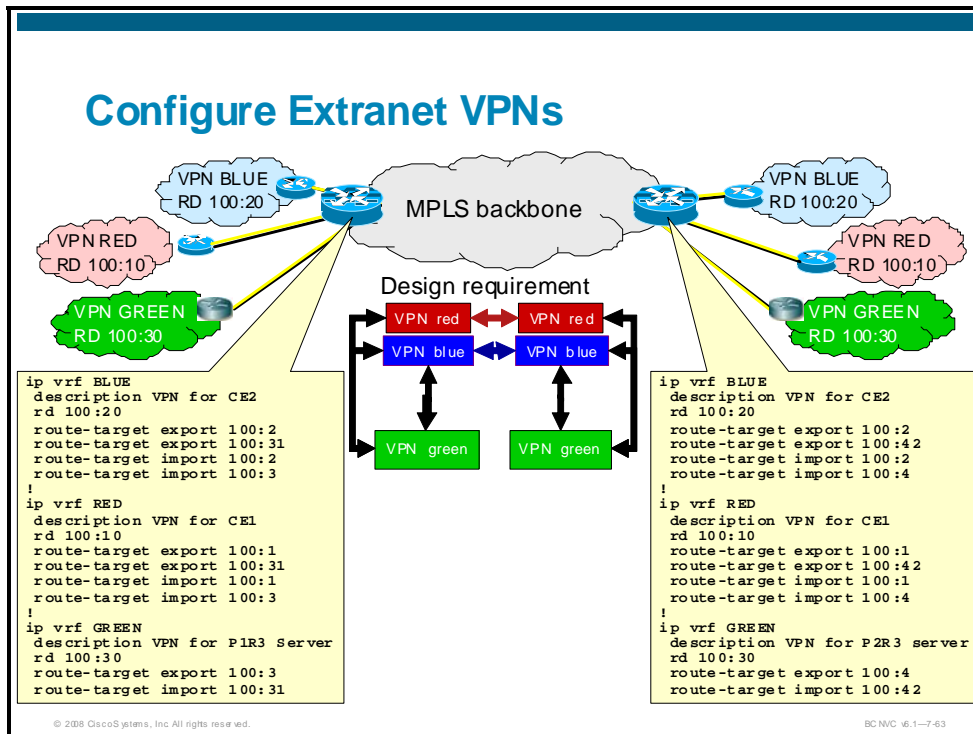 Configure Extranet VPNs
VPN BLUE
RD 100:20
VPN RED
RD 100:10
VPN GREEN
RD 100:30
MPLS backbone
VPN BLUE
RD 100:20
VPN RED
RD 100:10
VPN GREEN
RD 100:30
Design requirement
VPN red
VPN red
VPN blue
VPN blue
VPN green
VPN green
ip vrf BLUE
description VPN for CE2
rd 100:20
route-target export 100:2
route-target export 100:31
route-target import 100:2
route-target import 100:3
!
ip vrf RED
description VPN for CE1
rd 100:10
route-target export 100:1
route-target export 100:31
route-target import 100:1
route-target import 100:3
!
ip vrf GREEN
description VPN for P1R3 Server
rd 100:30
route-target export 100:3
route-target import 100:31
ip vrf BLUE
description VPN for CE2
rd 100:20
route-target export 100:2
route-target export 100:42
route-target import 100:2
route-target import 100:4
!
ip vrf RED
description VPN for CE1
rd 100:10
route-target export 100:1
route-target export 100:42
route-target import 100:1
route-target import 100:4
!
ip vrf GREEN
description VPN for P2R3 server
rd 100:30
route-target export 100:4
route-target import 100:42
© 2008 Cisco Systems, Inc. All rights reserved.
BCNVC v6.1—7-63